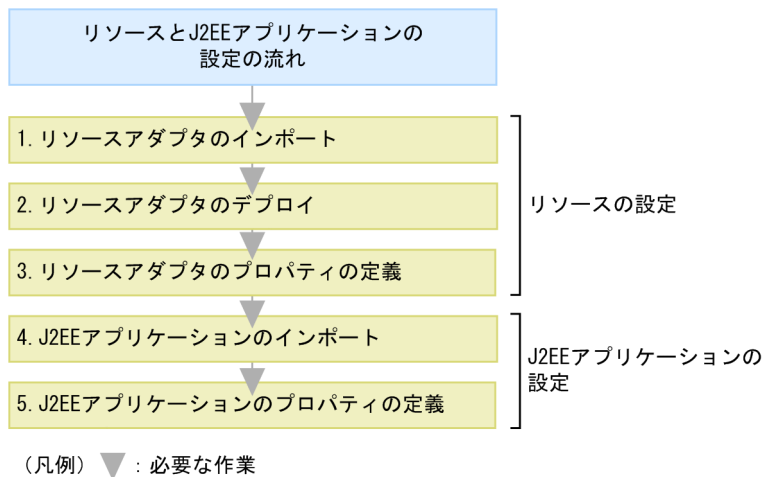 リソースとJ2EEアプリケーションの
設定の流れ
1.リソースアダプタのインポート
2.リソースアダプタのデプロイ
3.リソースアダプタのプロパティの定義
リソースの設定
4.J2EEアプリケーションのインポート
5.J2EEアプリケーションのプロパティの定義
J2EEアプリケーションの
設定
(凡例) :必要な作業